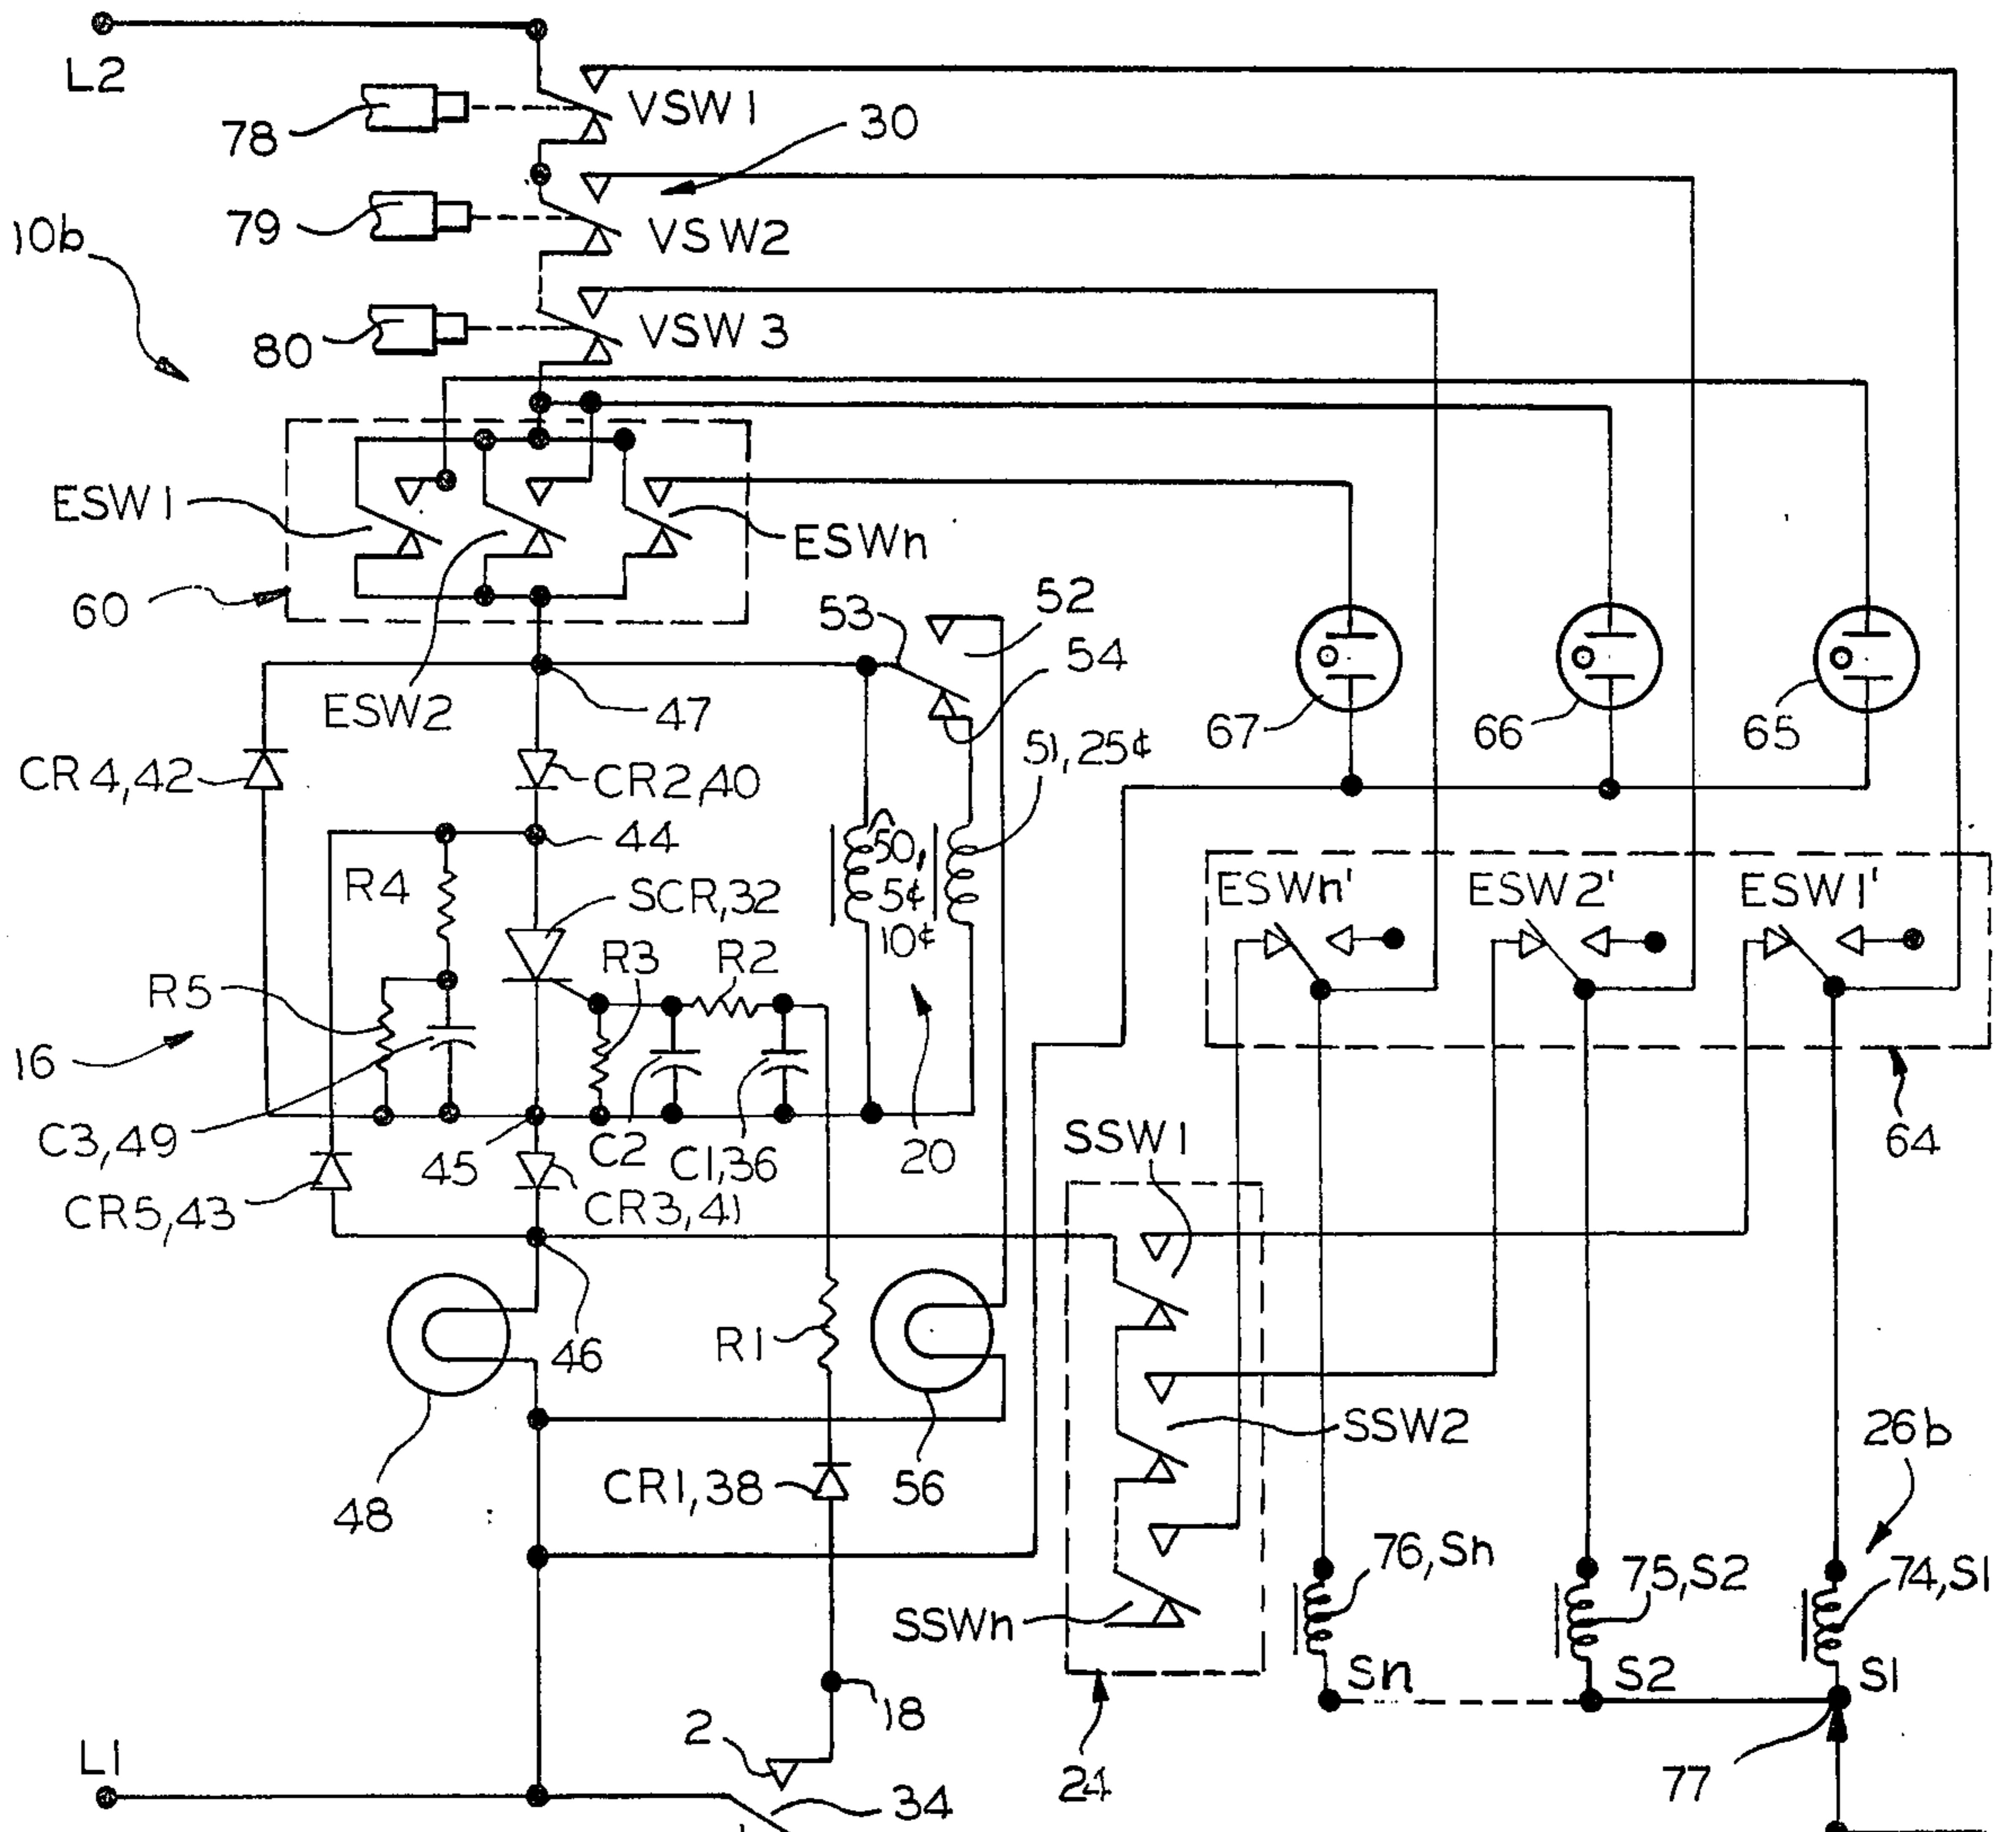 L2
78
VSW1
30
79
VSW2
10b
80
VSW3
ESW1
ESWn
60
53
52
54
ESW2
47
67
66
65
51, 25¢
CR4, 42
CR2, 40
44
50,
5¢
10¢
R4
SCR, 32
ESWn'
ESW2'
ESW1'
R3
R2
R5
16
C3, 49
45
C2
C1, 36
20
SSW1
64
CR5, 43
CR3, 41
46
R1
SSW2
26b
48
CR1, 38
56
76, Sn
75, S2
74, S1
SSWn
Sn
S2
S1
18
2
24
77
L1
34